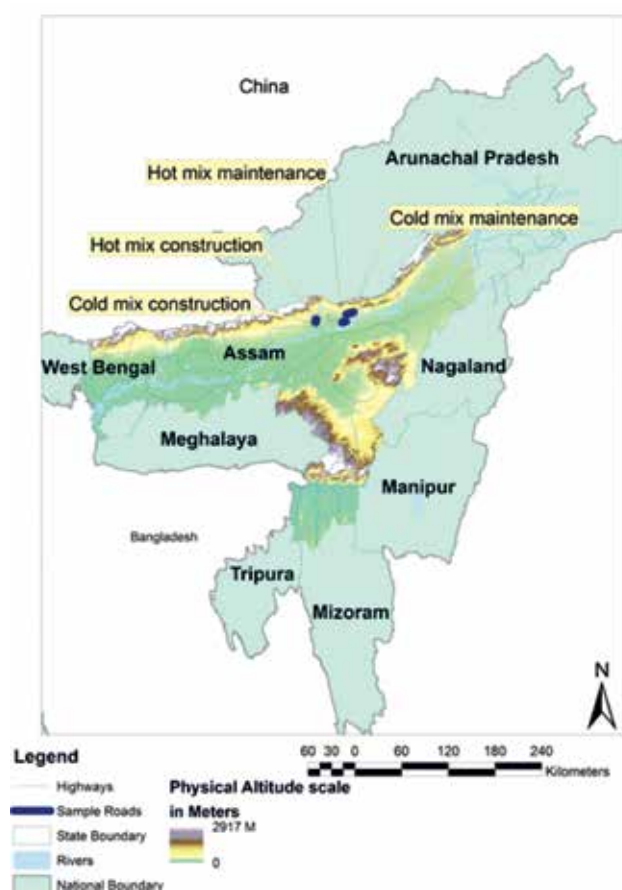 China
Arunachal Pradesh
Hot mix maintenance
Cold mix maintenance
Hot mix construction
Cold mix construction
West Bengal
Assam
Nagaland
Meghalaya
Manipur
Bangladesh
Tripura
Mizoram
N
Legend
60 30 0 60 120 180 240
Kilometers
Highways
Sample Roads
State Boundary
Rivers
National Boundary
Physical Altitude scale
in Meters
2917 M
0